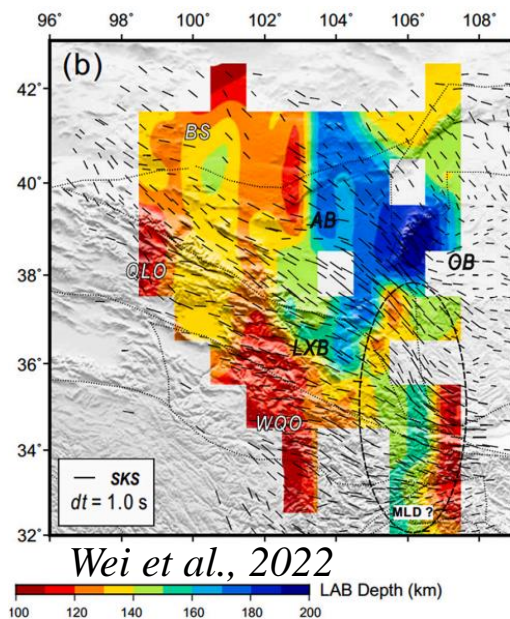 96° 98° 100° 102° 104° 106° 108°
(b)
42°
BS
40°
AB
QLO
38°
OB
LXB
36°
WQO
34°
SKS
dt = 1.0 s
MLD ?
32°
Wei et al., 2022
LAB Depth (km)
100 120 140 160 180 200